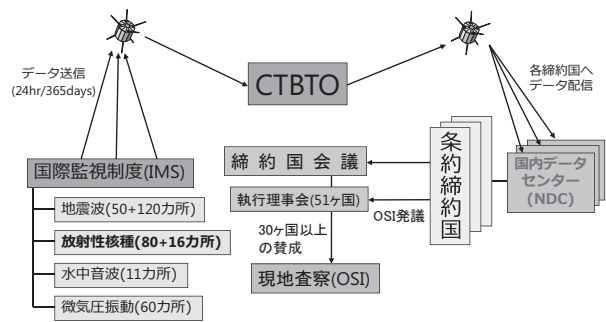 データ送信
(24hr/365days)
CTBTO
各締約国へ
データ配信
国際監視制度(IMS)
地震波(50+120カ所)
放射性核種(80+16カ所)
水中音波(11カ所)
微気圧振動(60カ所)
締約国会議
執行理事会(51ヶ国)
30ヶ国以上
の賛成
現地査察(OSI)
OSI発議
条約締約国
国内データ
センター
(NDC)